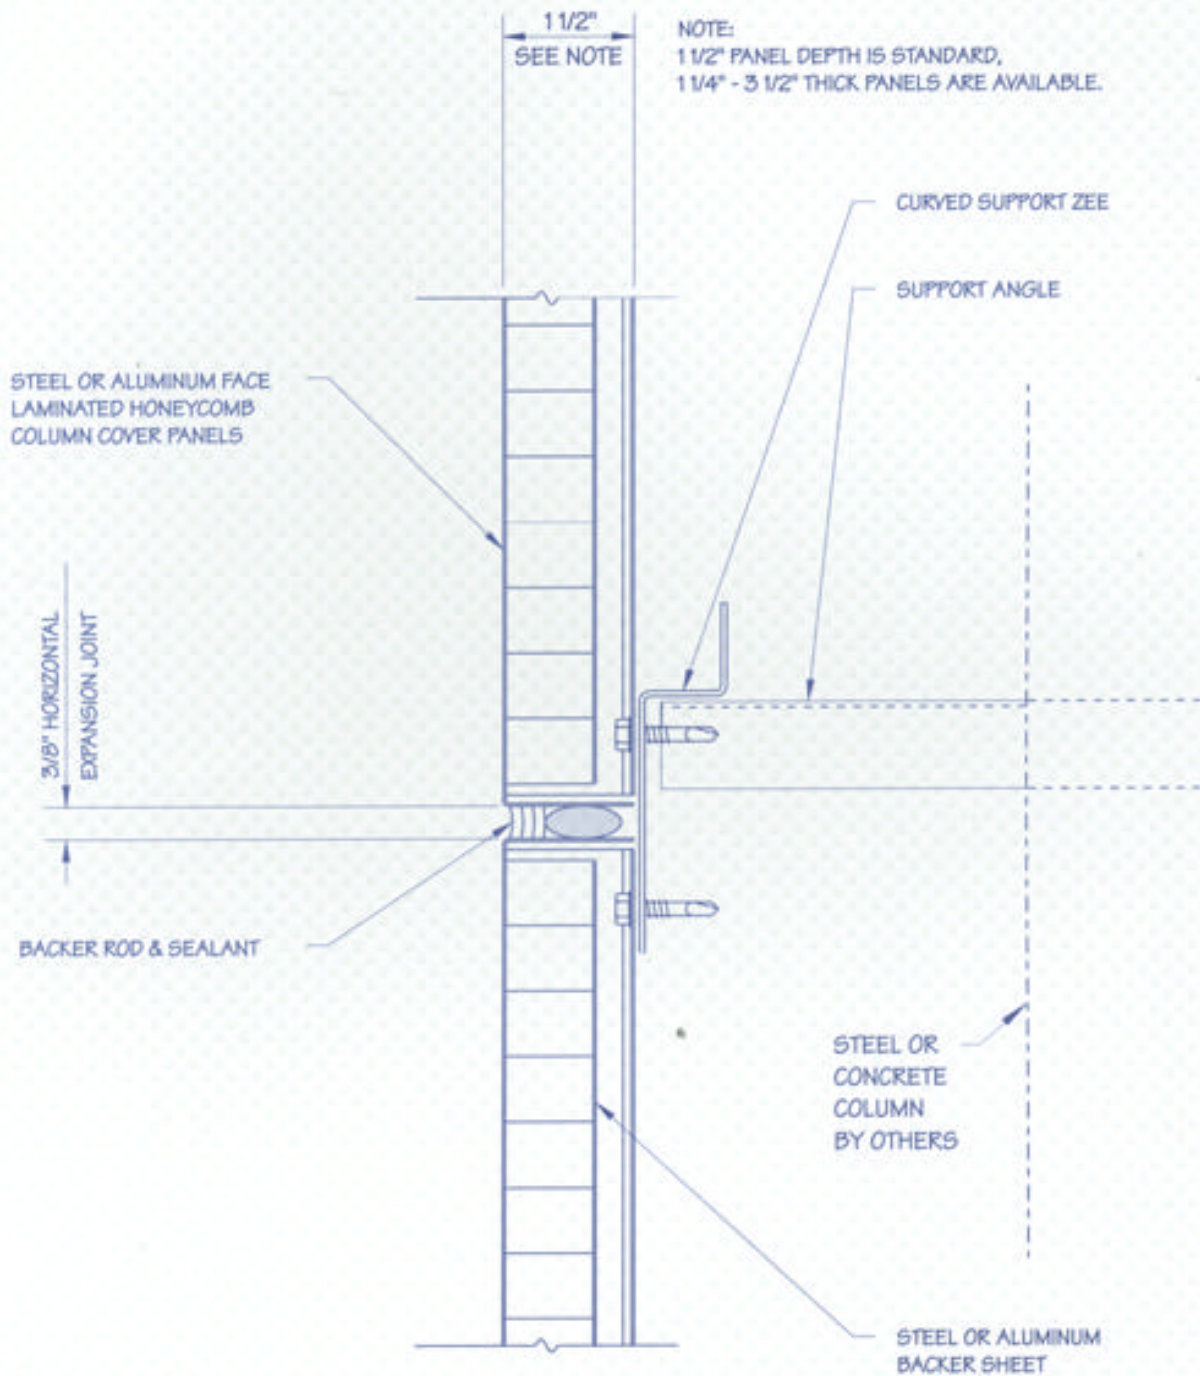 1 1/2"
SEE NOTE
NOTE:
1 1/2" PANEL DEPTH IS STANDARD,
1 1/4" - 3 1/2" THICK PANELS ARE AVAILABLE.
CURVED SUPPORT ZEE
SUPPORT ANGLE
STEEL OR ALUMINUM FACE
LAMINATED HONEYCOMB
COLUMN COVER PANELS
3/8" HORIZONTAL
EXPANSION JOINT
BACKER ROD & SEALANT
STEEL OR
CONCRETE
COLUMN
BY OTHERS
STEEL OR ALUMINUM
BACKER SHEET